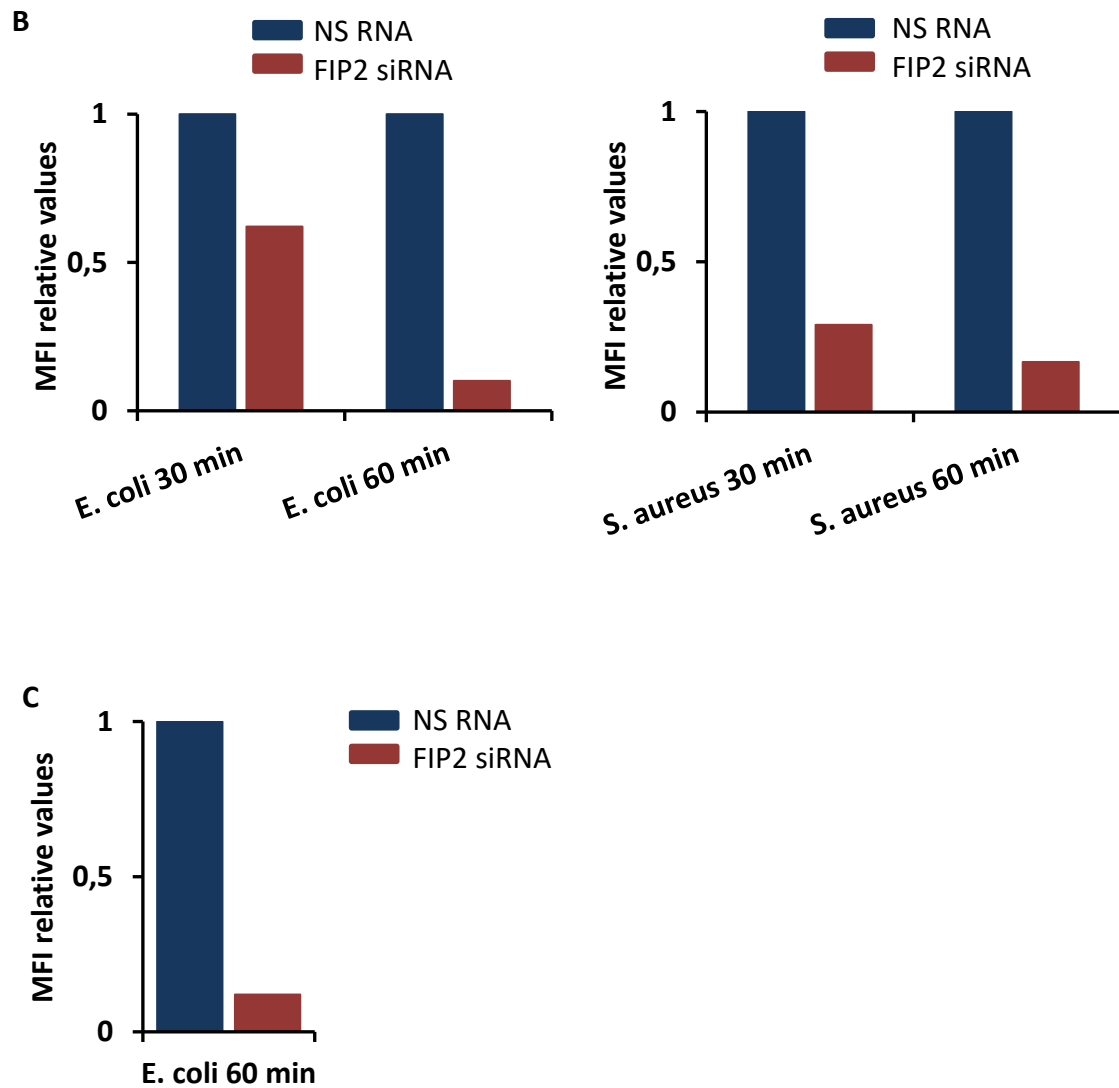 B
NS RNA
FIP2 siRNA
MFI relative values
1
0,5
0
E. coli 30 min
E. coli 60 min
NS RNA
FIP2 siRNA
MFI relative values
1
0,5
0
S. aureus 30 min
S. aureus 60 min
C
NS RNA
FIP2 siRNA
MFI relative values
1
0,5
0
E. coli 60 min